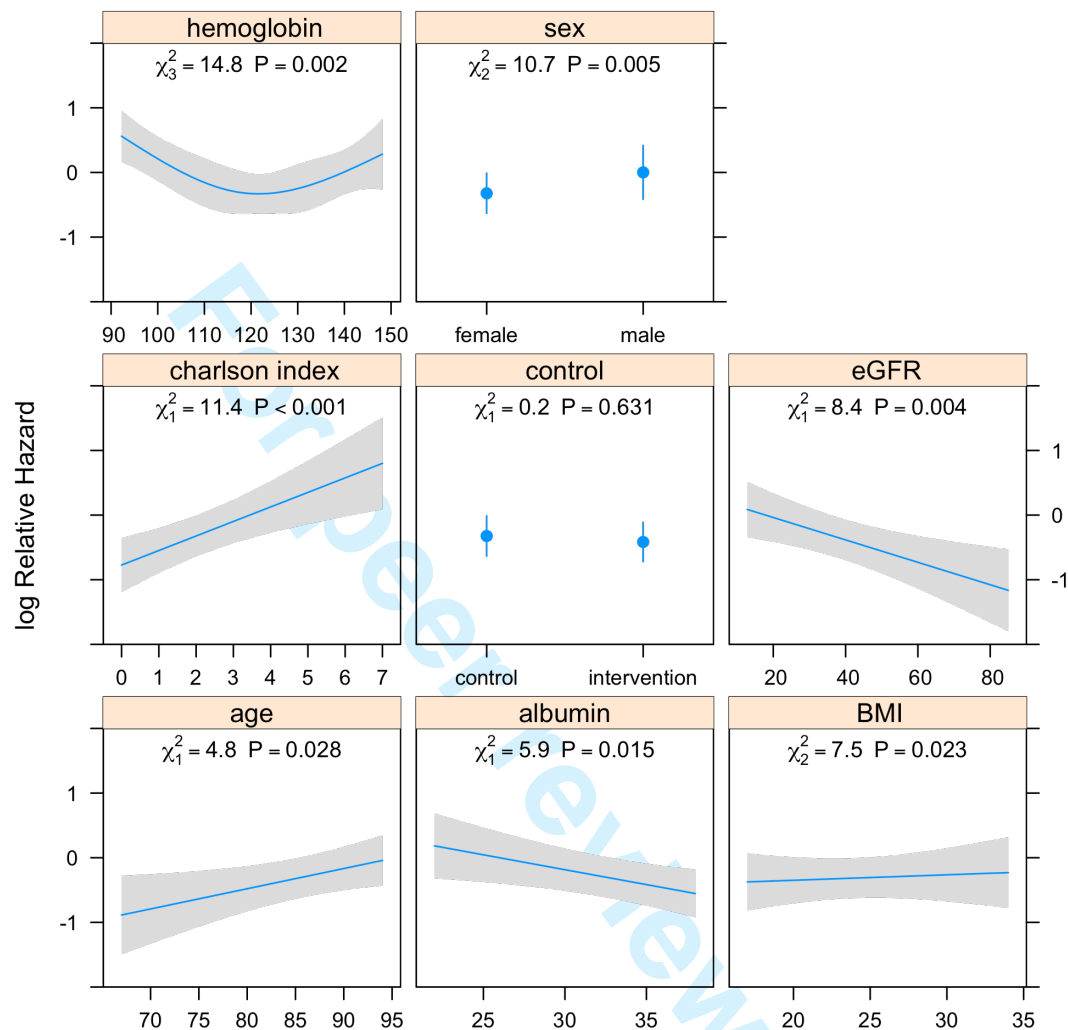 hemoglobin
sex
χ²₃ = 14.8 P = 0.002
χ²₂ = 10.7 P = 0.005
1
0
-1
90 100 110 120 130 140 150
female male
charlson index
control
eGFR
χ²₁ = 11.4 P < 0.001
χ²₁ = 0.2 P = 0.631
χ²₁ = 8.4 P = 0.004
1
0
-1
log Relative Hazard
0 1 2 3 4 5 6 7
control intervention
20 40 60 80
age
albumin
BMI
χ²₁ = 4.8 P = 0.028
χ²₁ = 5.9 P = 0.015
χ²₂ = 7.5 P = 0.023
1
0
-1
70 75 80 85 90 95
25 30 35
20 25 30 35
For peer review